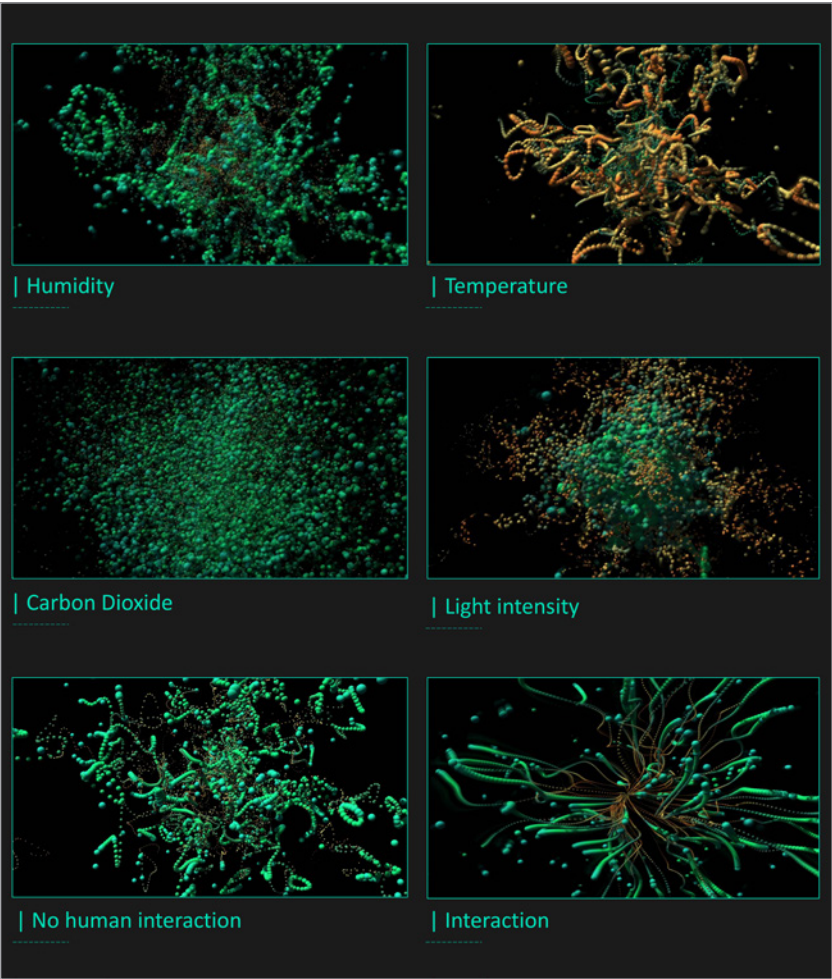 | Humidity
| Temperature
| Carbon Dioxide
| Light intensity
| No human interaction
| Interaction